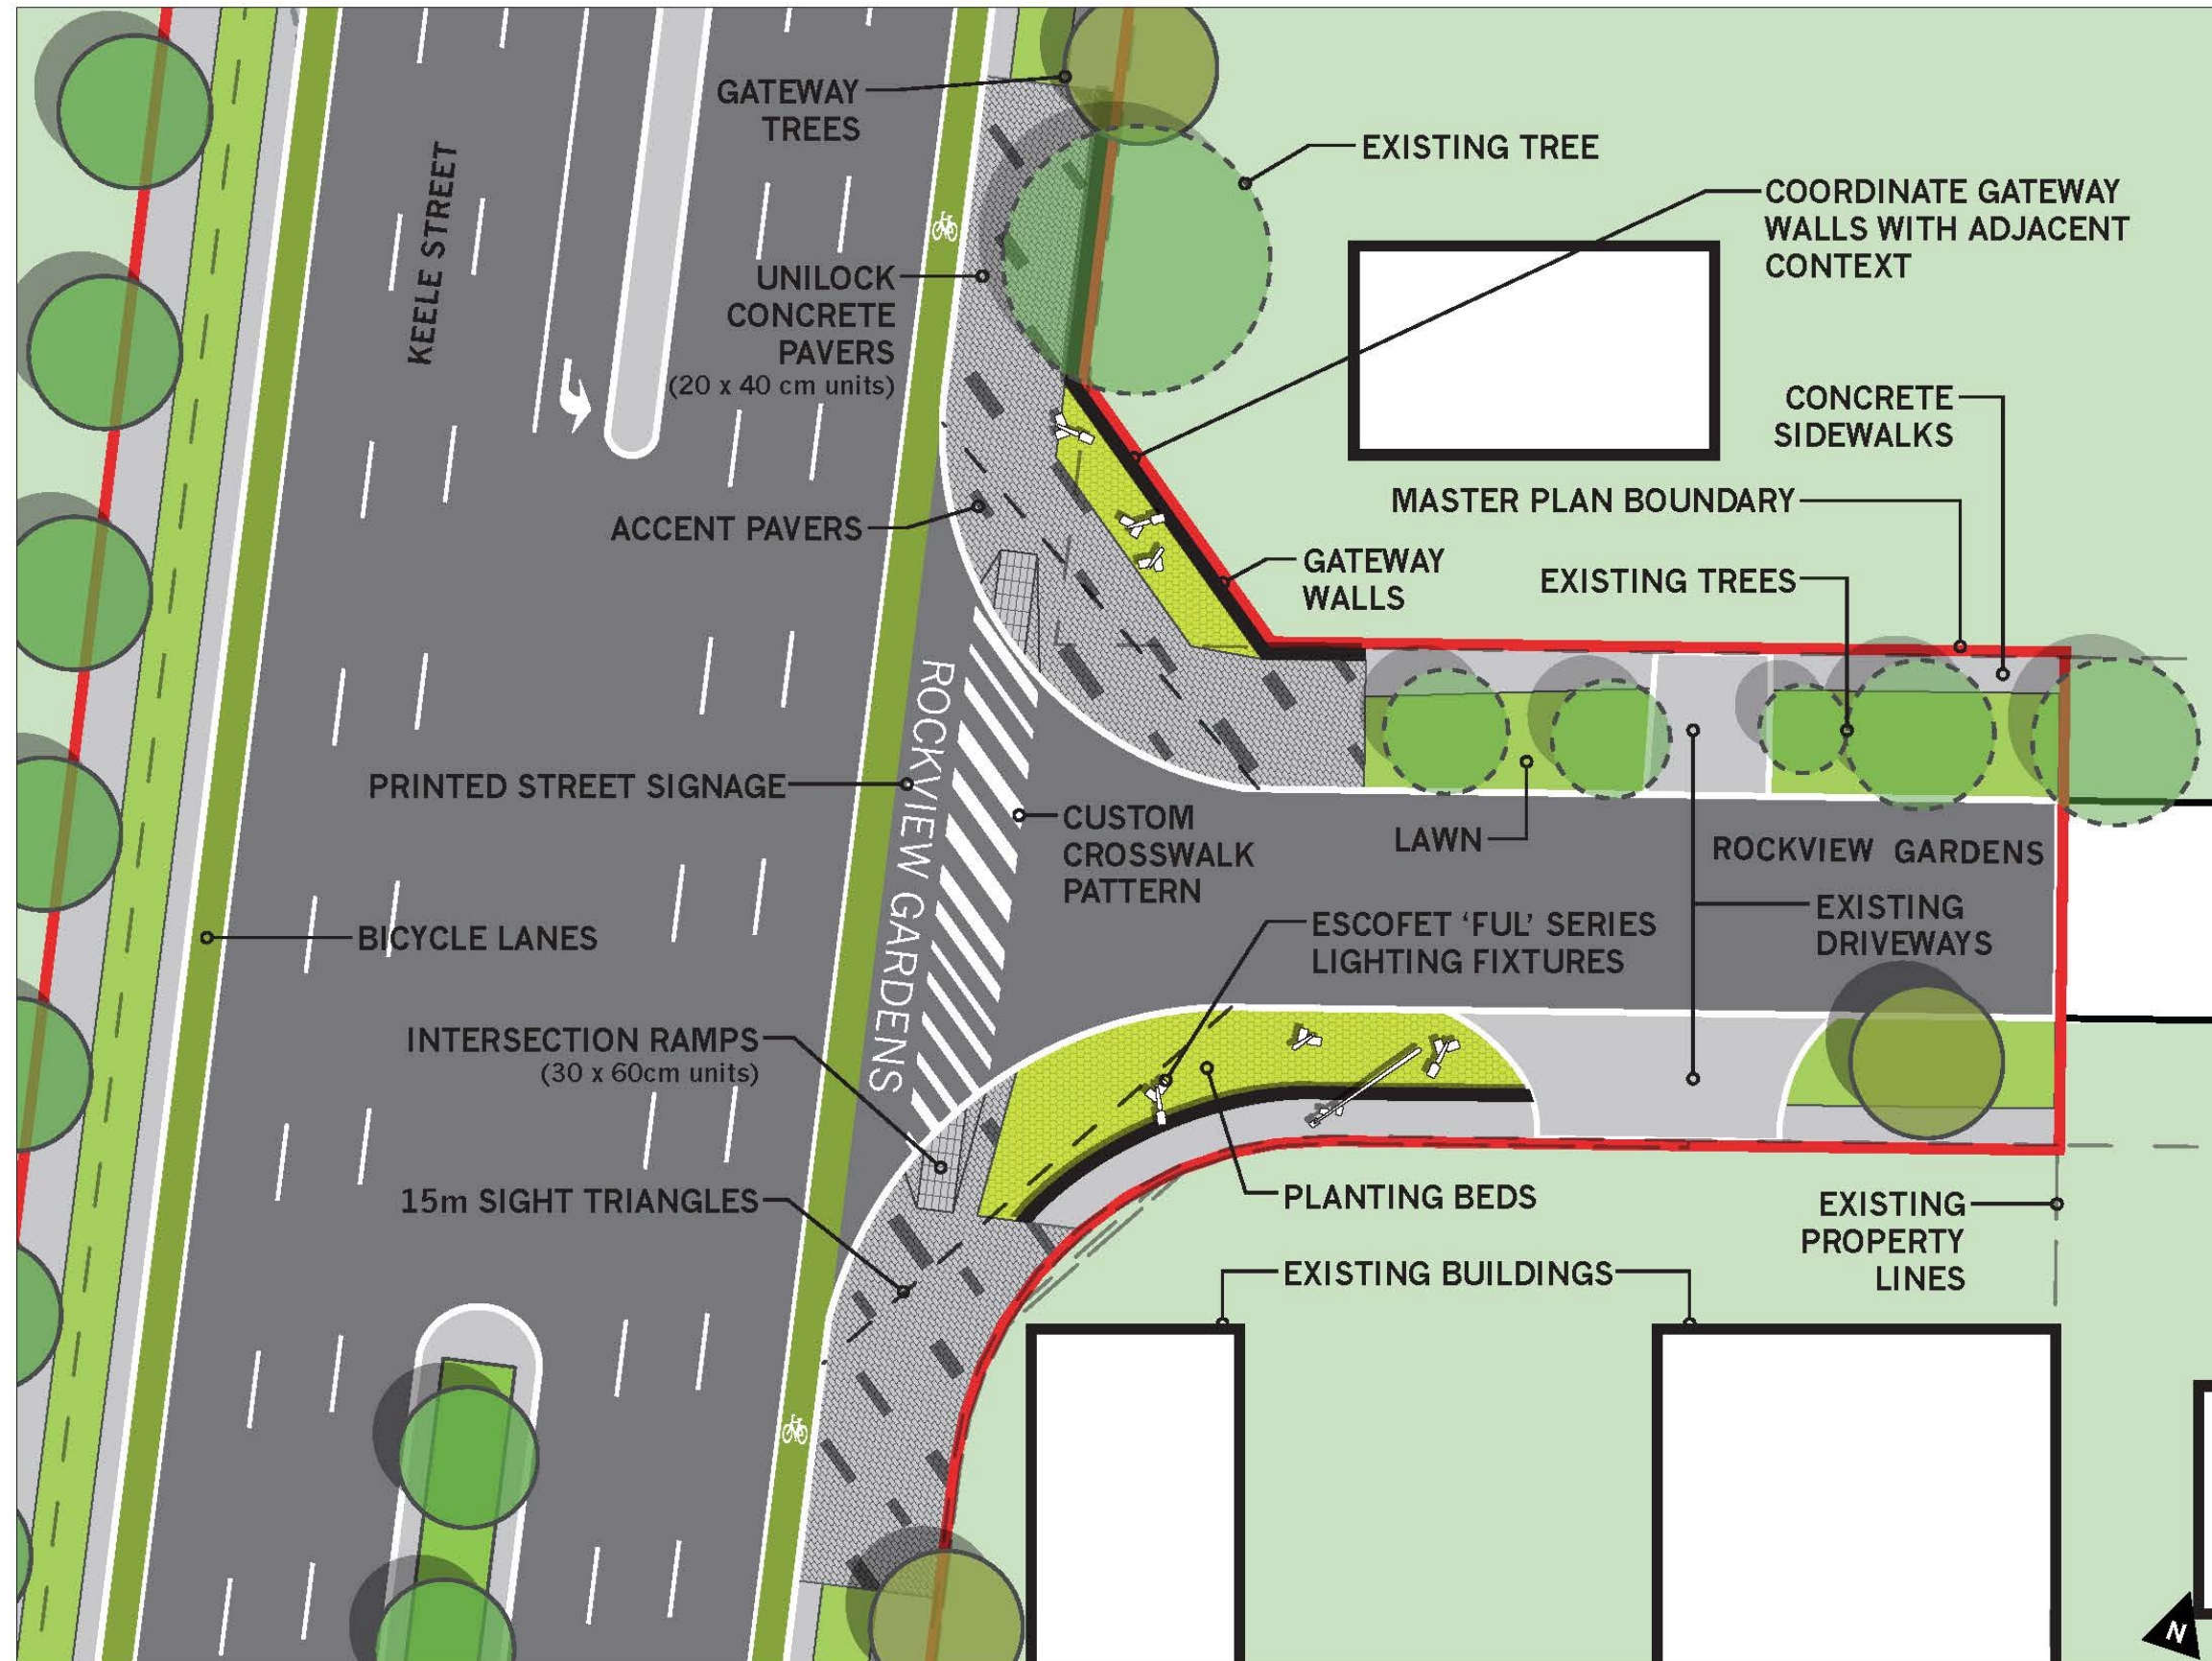 GATEWAY
TREES
EXISTING TREE
KEELE STREET
COORDINATE GATEWAY
WALLS WITH ADJACENT
CONTEXT
UNILOCK
CONCRETE
PAVERS
(20 x 40 cm units)
CONCRETE
SIDEWALKS
MASTER PLAN BOUNDARY
ACCENT PAVERS
GATEWAY
WALLS
EXISTING TREES
PRINTED STREET SIGNAGE
ROCKVIEW GARDENS
CUSTOM
CROSSWALK
PATTERN
LAWN
ROCKVIEW GARDENS
BICYCLE LANES
ESCOFET ‘FUL’ SERIES
LIGHTING FIXTURES
EXISTING
DRIVEWAYS
INTERSECTION RAMPS
(30 x 60cm units)
15m SIGHT TRIANGLES
PLANTING BEDS
EXISTING
PROPERTY
LINES
EXISTING BUILDINGS
N